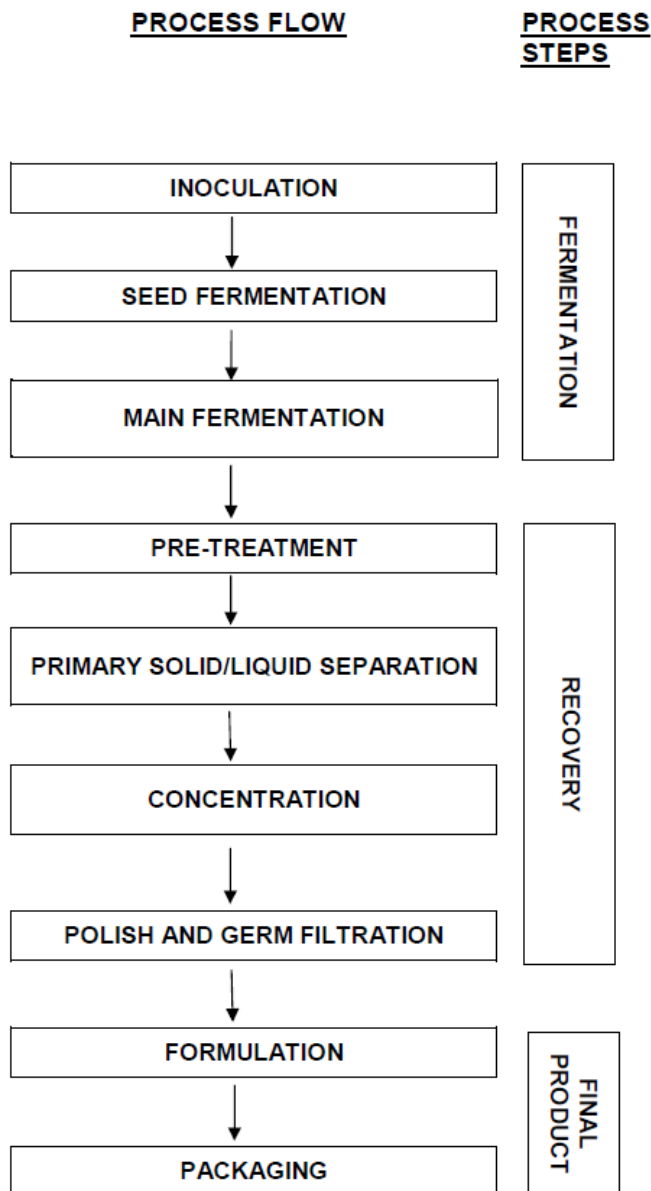 PROCESS FLOW
PROCESS
STEPS
INOCULATION
SEED FERMENTATION
MAIN FERMENTATION
FERMENTATION
PRE-TREATMENT
PRIMARY SOLID/LIQUID SEPARATION
CONCENTRATION
POLISH AND GERM FILTRATION
RECOVERY
FORMULATION
PACKAGING
FINAL
PRODUCT